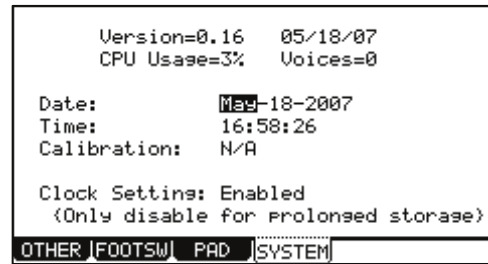 Version=0.16 05/18/07
CPU Usage=3% Voices=0
Date: May-18-2007
Time: 16:58:26
Calibration: N/A
Clock Setting: Enabled
(Only disable for prolonged storage)
OTHER FOOTSW PAD SYSTEM